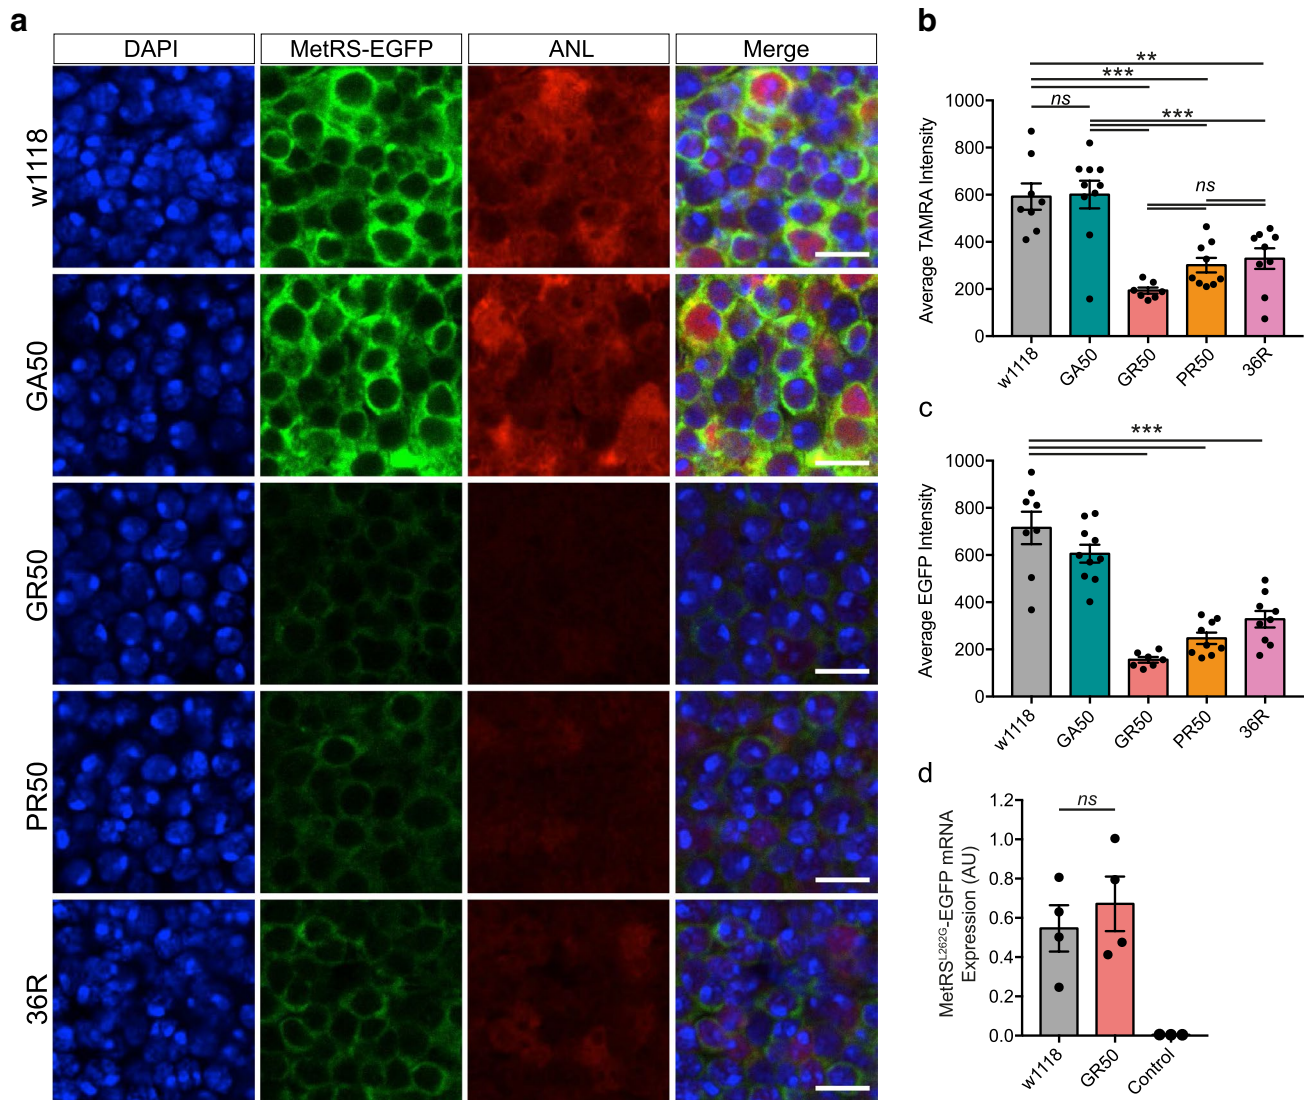 a
DAPI MetRS-EGFP ANL Merge
w1118
GA50
GR50
PR50
36R
b
**
***
ns
***
ns
Average TAMRA Intensity
1000
800
600
400
200
0
w1118 GA50 GR50 PR50 36R
c
***
Average EGFP Intensity
1000
800
600
400
200
0
w1118 GA50 GR50 PR50 36R
d
ns
MetRSL262G-EGFP mRNA
Expression (AU)
1.2
1.0
0.8
0.6
0.4
0.2
0.0
w1118 GR50 Control